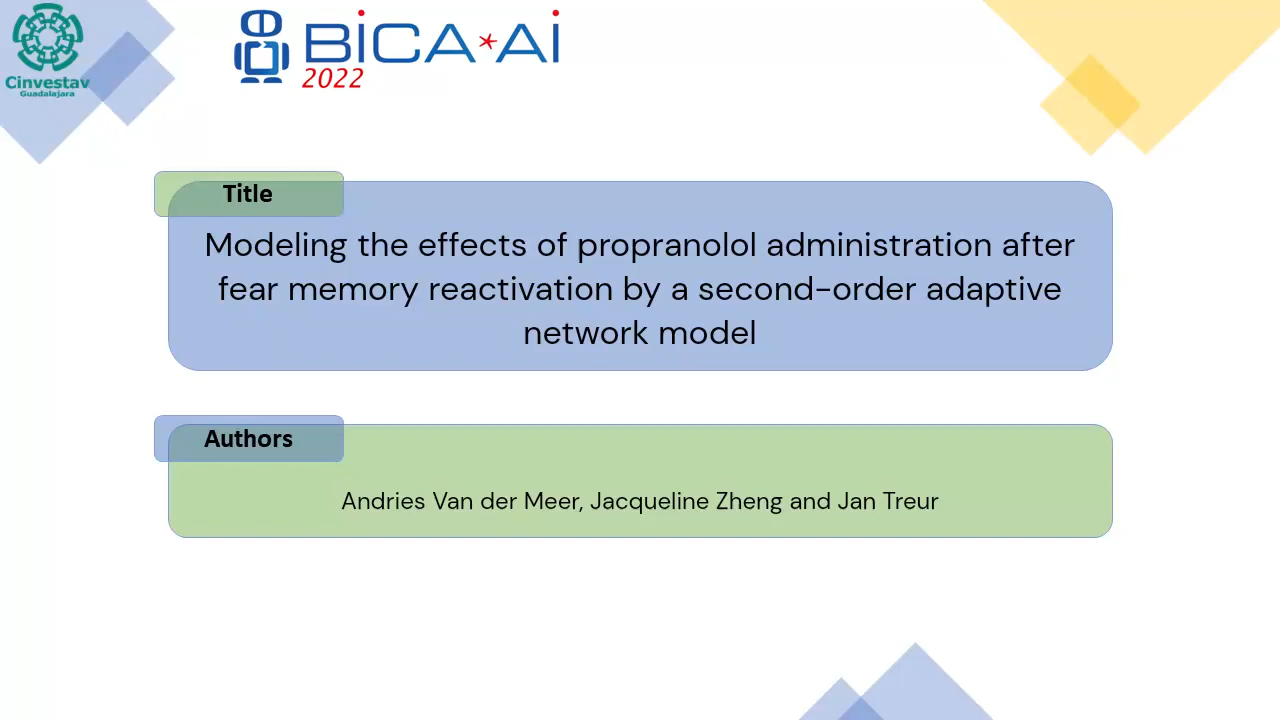 Cinvestav
Guadalajara
BiCA*Ai
2022
Title
Modeling the effects of propranolol administration after
fear memory reactivation by a second-order adaptive
network model
Authors
Andries Van der Meer, Jacqueline Zheng and Jan Treur